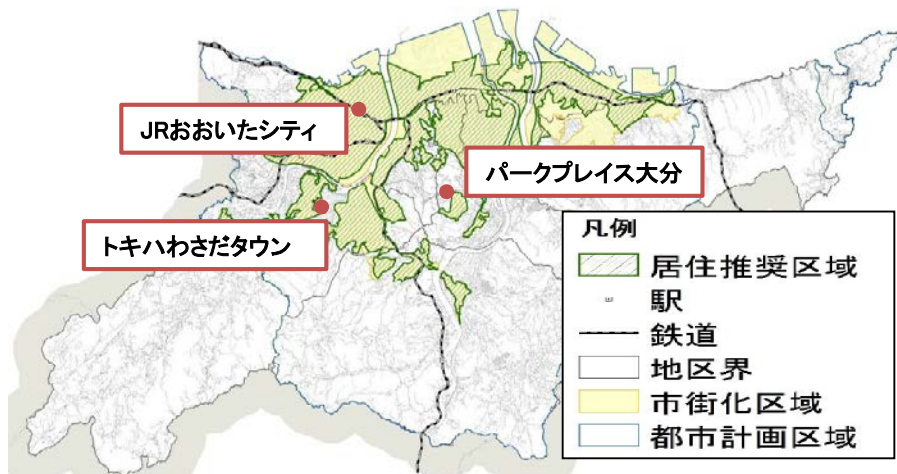 JRおおいたシティ
パークプレイス大分
トキハわさだタウン
凡例
居住推奨区域
駅
鉄道
地区界
市街化区域
都市計画区域